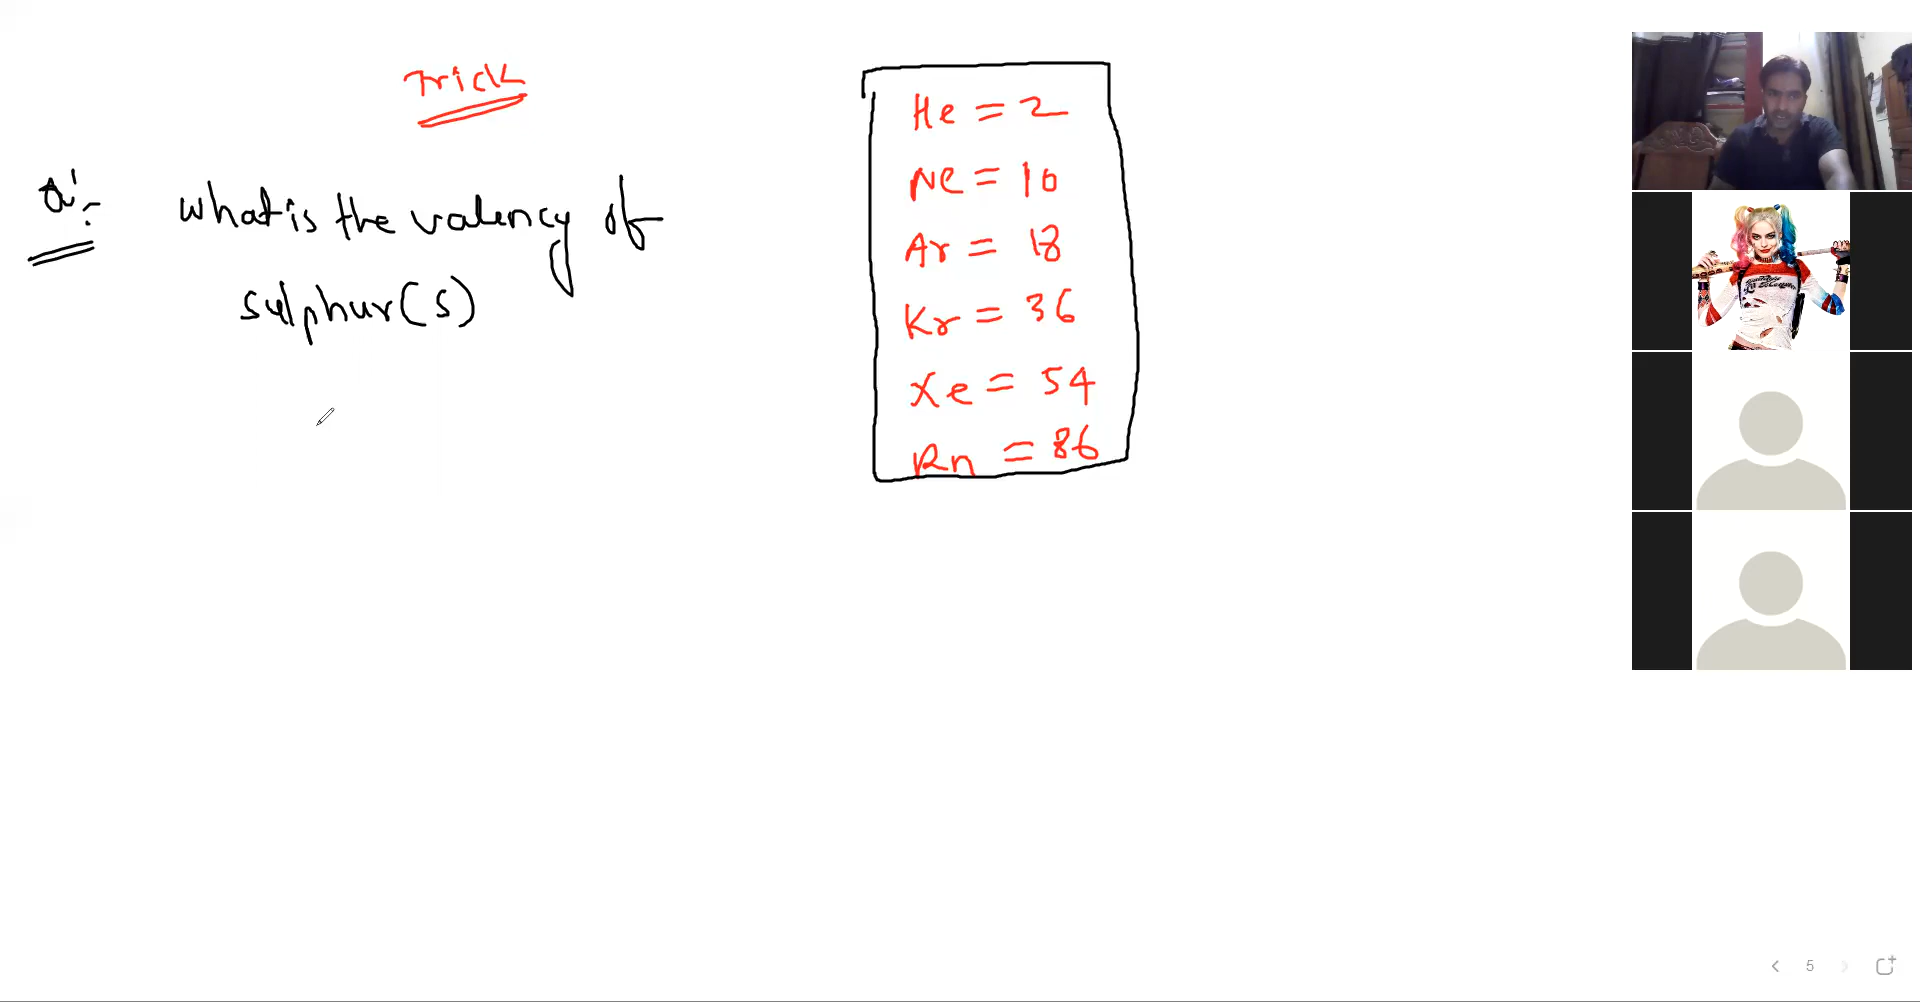 Trick
Q:-
what is the valency of
sulphur(s)
He = 2
Ne = 10
Ar = 18
Kr = 36
Xe = 54
Rn = 86
5